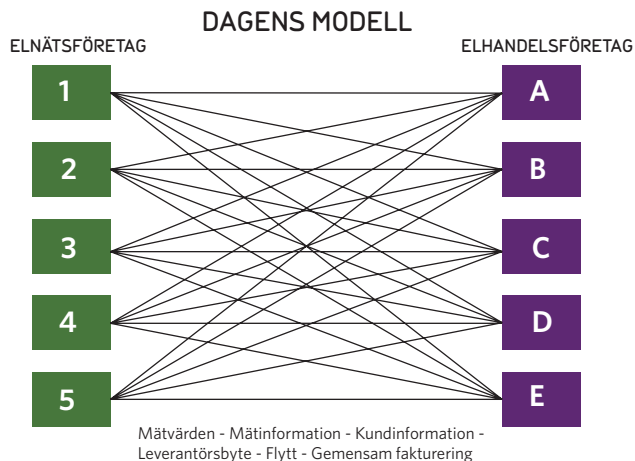 DAGENS MODELL
ELNÄTSFÖRETAG
ELHANDELSFÖRETAG
1
A
2
B
3
C
4
D
5
E
Mätvärden - Mätinformation - Kundinformation -
Leverantörsbyte - Flytt - Gemensam fakturering